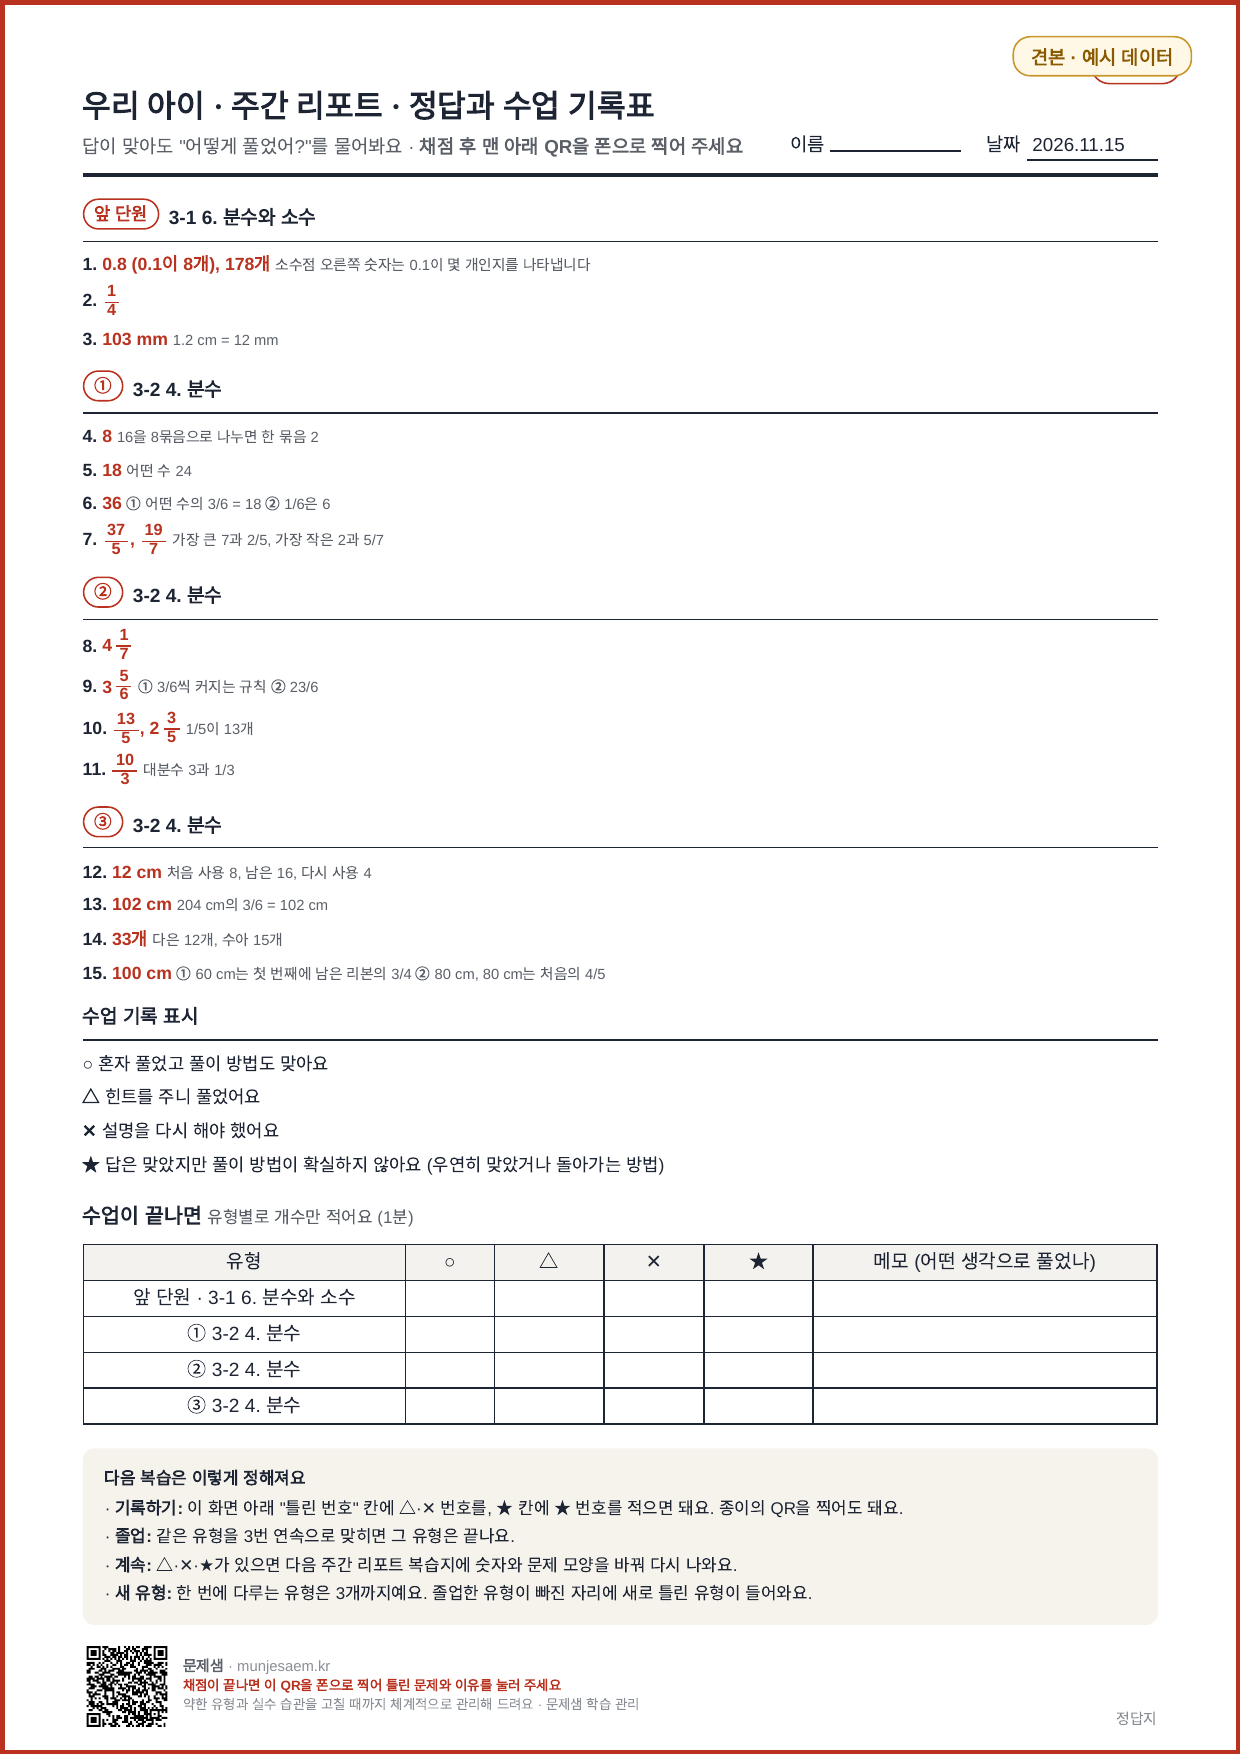 견본 · 예시 데이터
우리 아이 · 주간 리포트 · 정답과 수업 기록표
답이 맞아도 "어떻게 풀었어?"를 물어봐요 · 채점 후 맨 아래 QR을 폰으로 찍어 주세요 이름 날짜 2026.11.15
앞 단원 3-1 6. 분수와 소수
1. 0.8 (0.1이 8개), 178개 소수점 오른쪽 숫자는 0.1이 몇 개인지를 나타냅니다
2. 1/4
3. 103 mm 1.2 cm = 12 mm
① 3-2 4. 분수
4. 8 16을 8묶음으로 나누면 한 묶음 2
5. 18 어떤 수 24
6. 36 ① 어떤 수의 3/6 = 18 ② 1/6은 6
7. 37/5, 19/7 가장 큰 7과 2/5, 가장 작은 2과 5/7
② 3-2 4. 분수
8. 4 1/7
9. 3 5/6 ① 3/6씩 커지는 규칙 ② 23/6
10. 13/5, 2 3/5 1/5이 13개
11. 10/3 대분수 3과 1/3
③ 3-2 4. 분수
12. 12 cm 처음 사용 8, 남은 16, 다시 사용 4
13. 102 cm 204 cm의 3/6 = 102 cm
14. 33개 다은 12개, 수아 15개
15. 100 cm ① 60 cm는 첫 번째에 남은 리본의 3/4 ② 80 cm, 80 cm는 처음의 4/5
수업 기록 표시
○ 혼자 풀었고 풀이 방법도 맞아요
△ 힌트를 주니 풀었어요
✕ 설명을 다시 해야 했어요
★ 답은 맞았지만 풀이 방법이 확실하지 않아요 (우연히 맞았거나 돌아가는 방법)
수업이 끝나면 유형별로 개수만 적어요 (1분)
유형 ○ △ ✕ ★ 메모 (어떤 생각으로 풀었나)
앞 단원 · 3-1 6. 분수와 소수
① 3-2 4. 분수
② 3-2 4. 분수
③ 3-2 4. 분수
다음 복습은 이렇게 정해져요
· 기록하기: 이 화면 아래 "틀린 번호" 칸에 △·✕ 번호를, ★ 칸에 ★ 번호를 적으면 돼요. 종이의 QR을 찍어도 돼요.
· 졸업: 같은 유형을 3번 연속으로 맞히면 그 유형은 끝나요.
· 계속: △·✕·★가 있으면 다음 주간 리포트 복습지에 숫자와 문제 모양을 바꿔 다시 나와요.
· 새 유형: 한 번에 다루는 유형은 3개까지예요. 졸업한 유형이 빠진 자리에 새로 틀린 유형이 들어와요.
문제샘 · munjesaem.kr
채점이 끝나면 이 QR을 폰으로 찍어 틀린 문제와 이유를 눌러 주세요
약한 유형과 실수 습관을 고칠 때까지 체계적으로 관리해 드려요 · 문제샘 학습 관리
정답지